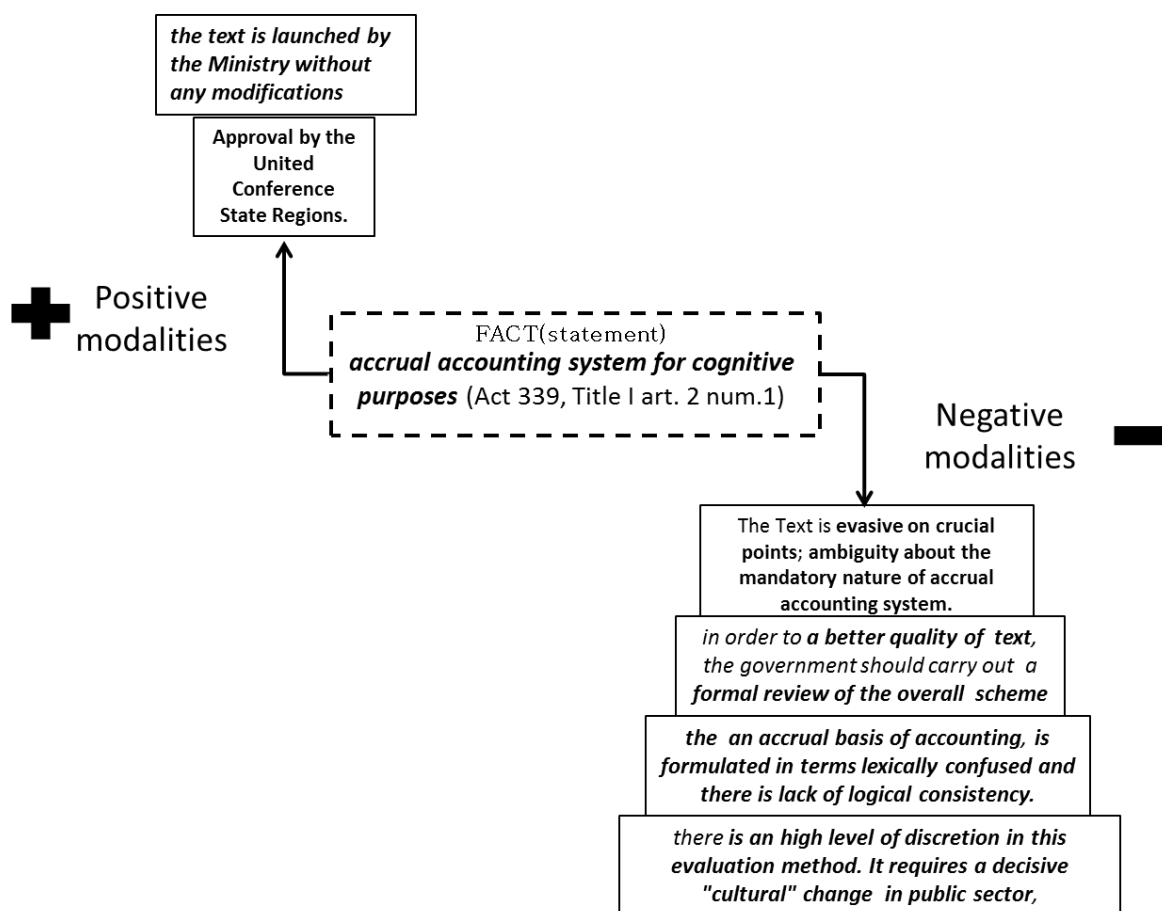 the text is launched by
the Ministry without
any modifications
Approval by the
United
Conference
State Regions.
Positive
modalities
FACT(statement)
accrual accounting system for cognitive
purposes (Act 339, Title I art. 2 num.1)
Negative
modalities
The Text is evasive on crucial
points; ambiguity about the
mandatory nature of accrual
accounting system.
in order to a better quality of text,
the government should carry out a
formal review of the overall scheme
the an accrual basis of accounting, is
formulated in terms lexically confused and
there is lack of logical consistency.
there is an high level of discretion in this
evaluation method. It requires a decisive
"cultural" change in public sector,